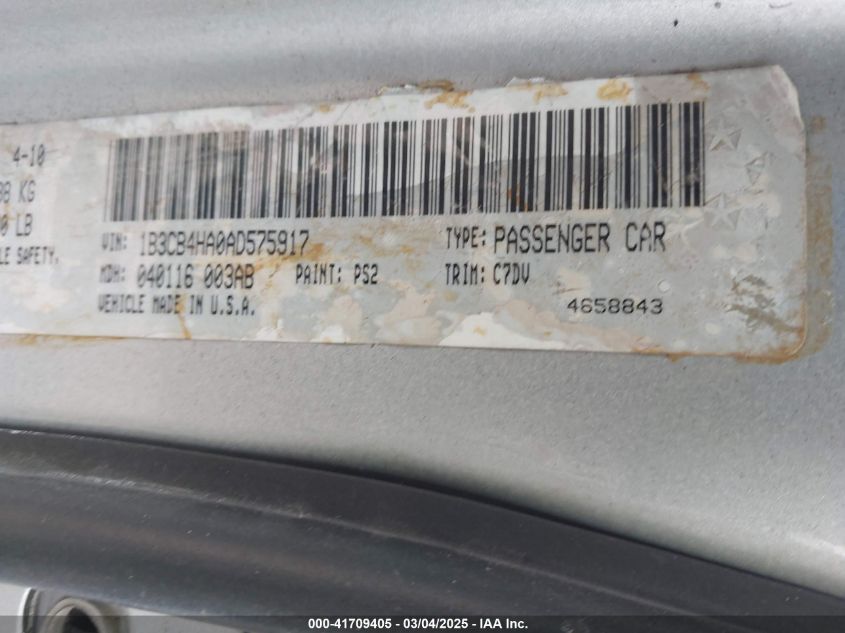 4-10
KG
LB
SAFETY.
VIN: 1B3CB4HA0AD575917 TYPE: PASSENGER CAR
MDH: 040116 003AB PAINT: PS2 TRIM: C7DV
VEHICLE MADE IN U.S.A. 4658843
000-41709405 - 03/04/2025 - IAA Inc.